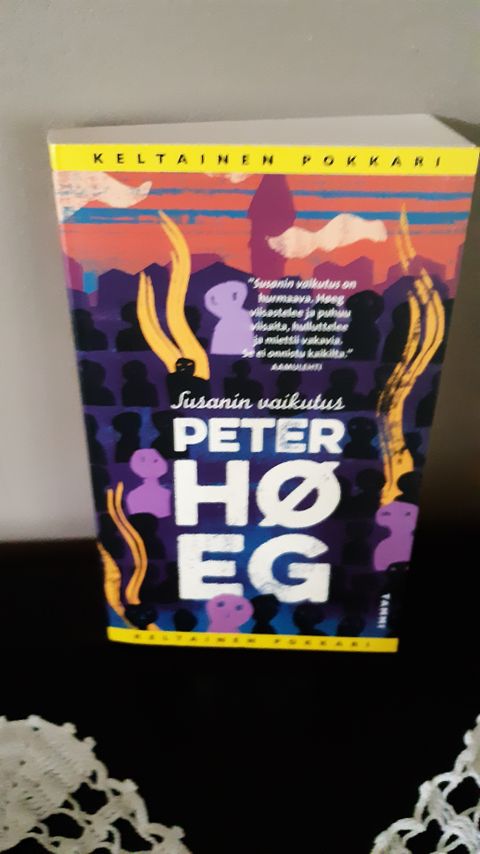 KELTAINEN POKKARI
"Susanin vaikutus on
hurmaava. Høeg
viisastelee ja puhuu
viisaita, hulluttelee
ja miettii vakavia.
Se ei onnistu kaikilta."
AAMULEHTI
Susanin vaikutus
PETER
HØ
EG
TAMMI
KELTAINEN POKKARI